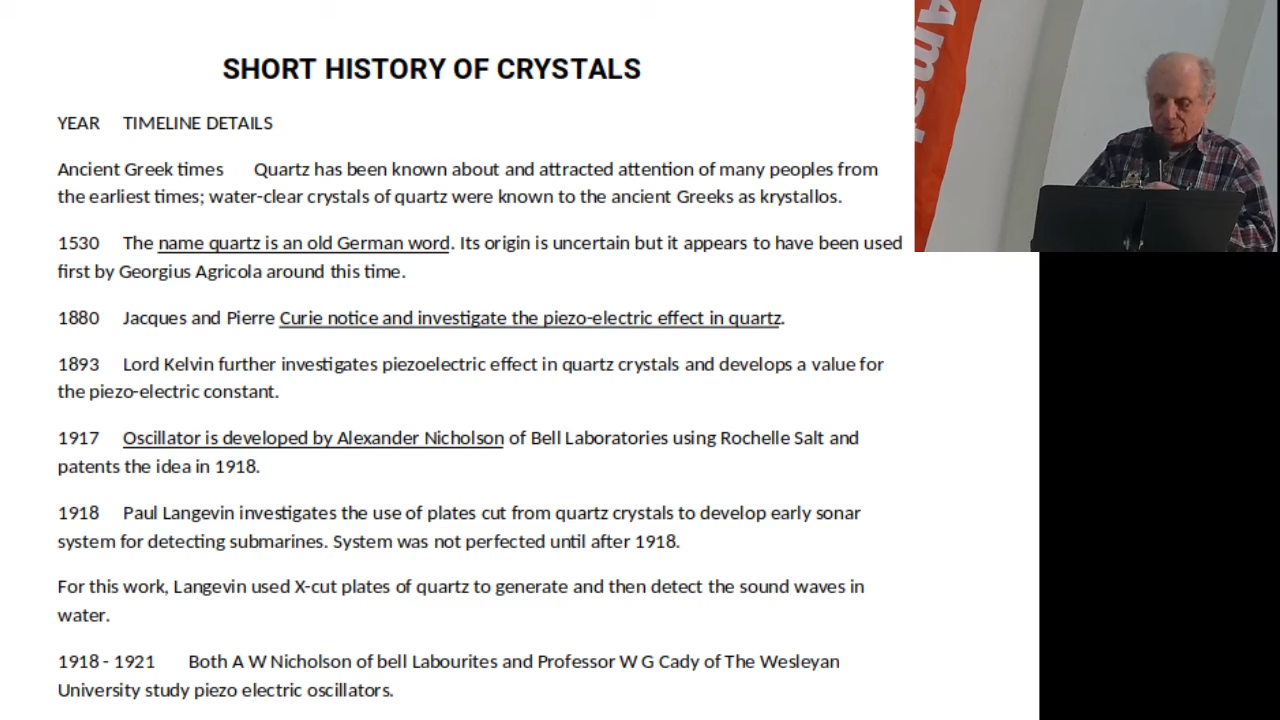 SHORT HISTORY OF CRYSTALS
YEAR TIMELINE DETAILS
Ancient Greek times Quartz has been known about and attracted attention of many peoples from
the earliest times; water-clear crystals of quartz were known to the ancient Greeks as krystallos.
1530 The name quartz is an old German word. Its origin is uncertain but it appears to have been used
first by Georgius Agricola around this time.
1880 Jacques and Pierre Curie notice and investigate the piezo-electric effect in quartz.
1893 Lord Kelvin further investigates piezoelectric effect in quartz crystals and develops a value for
the piezo-electric constant.
1917 Oscillator is developed by Alexander Nicholson of Bell Laboratories using Rochelle Salt and
patents the idea in 1918.
1918 Paul Langevin investigates the use of plates cut from quartz crystals to develop early sonar
system for detecting submarines. System was not perfected until after 1918.
For this work, Langevin used X-cut plates of quartz to generate and then detect the sound waves in
water.
1918 - 1921 Both A W Nicholson of bell Labourites and Professor W G Cady of The Wesleyan
University study piezo electric oscillators.